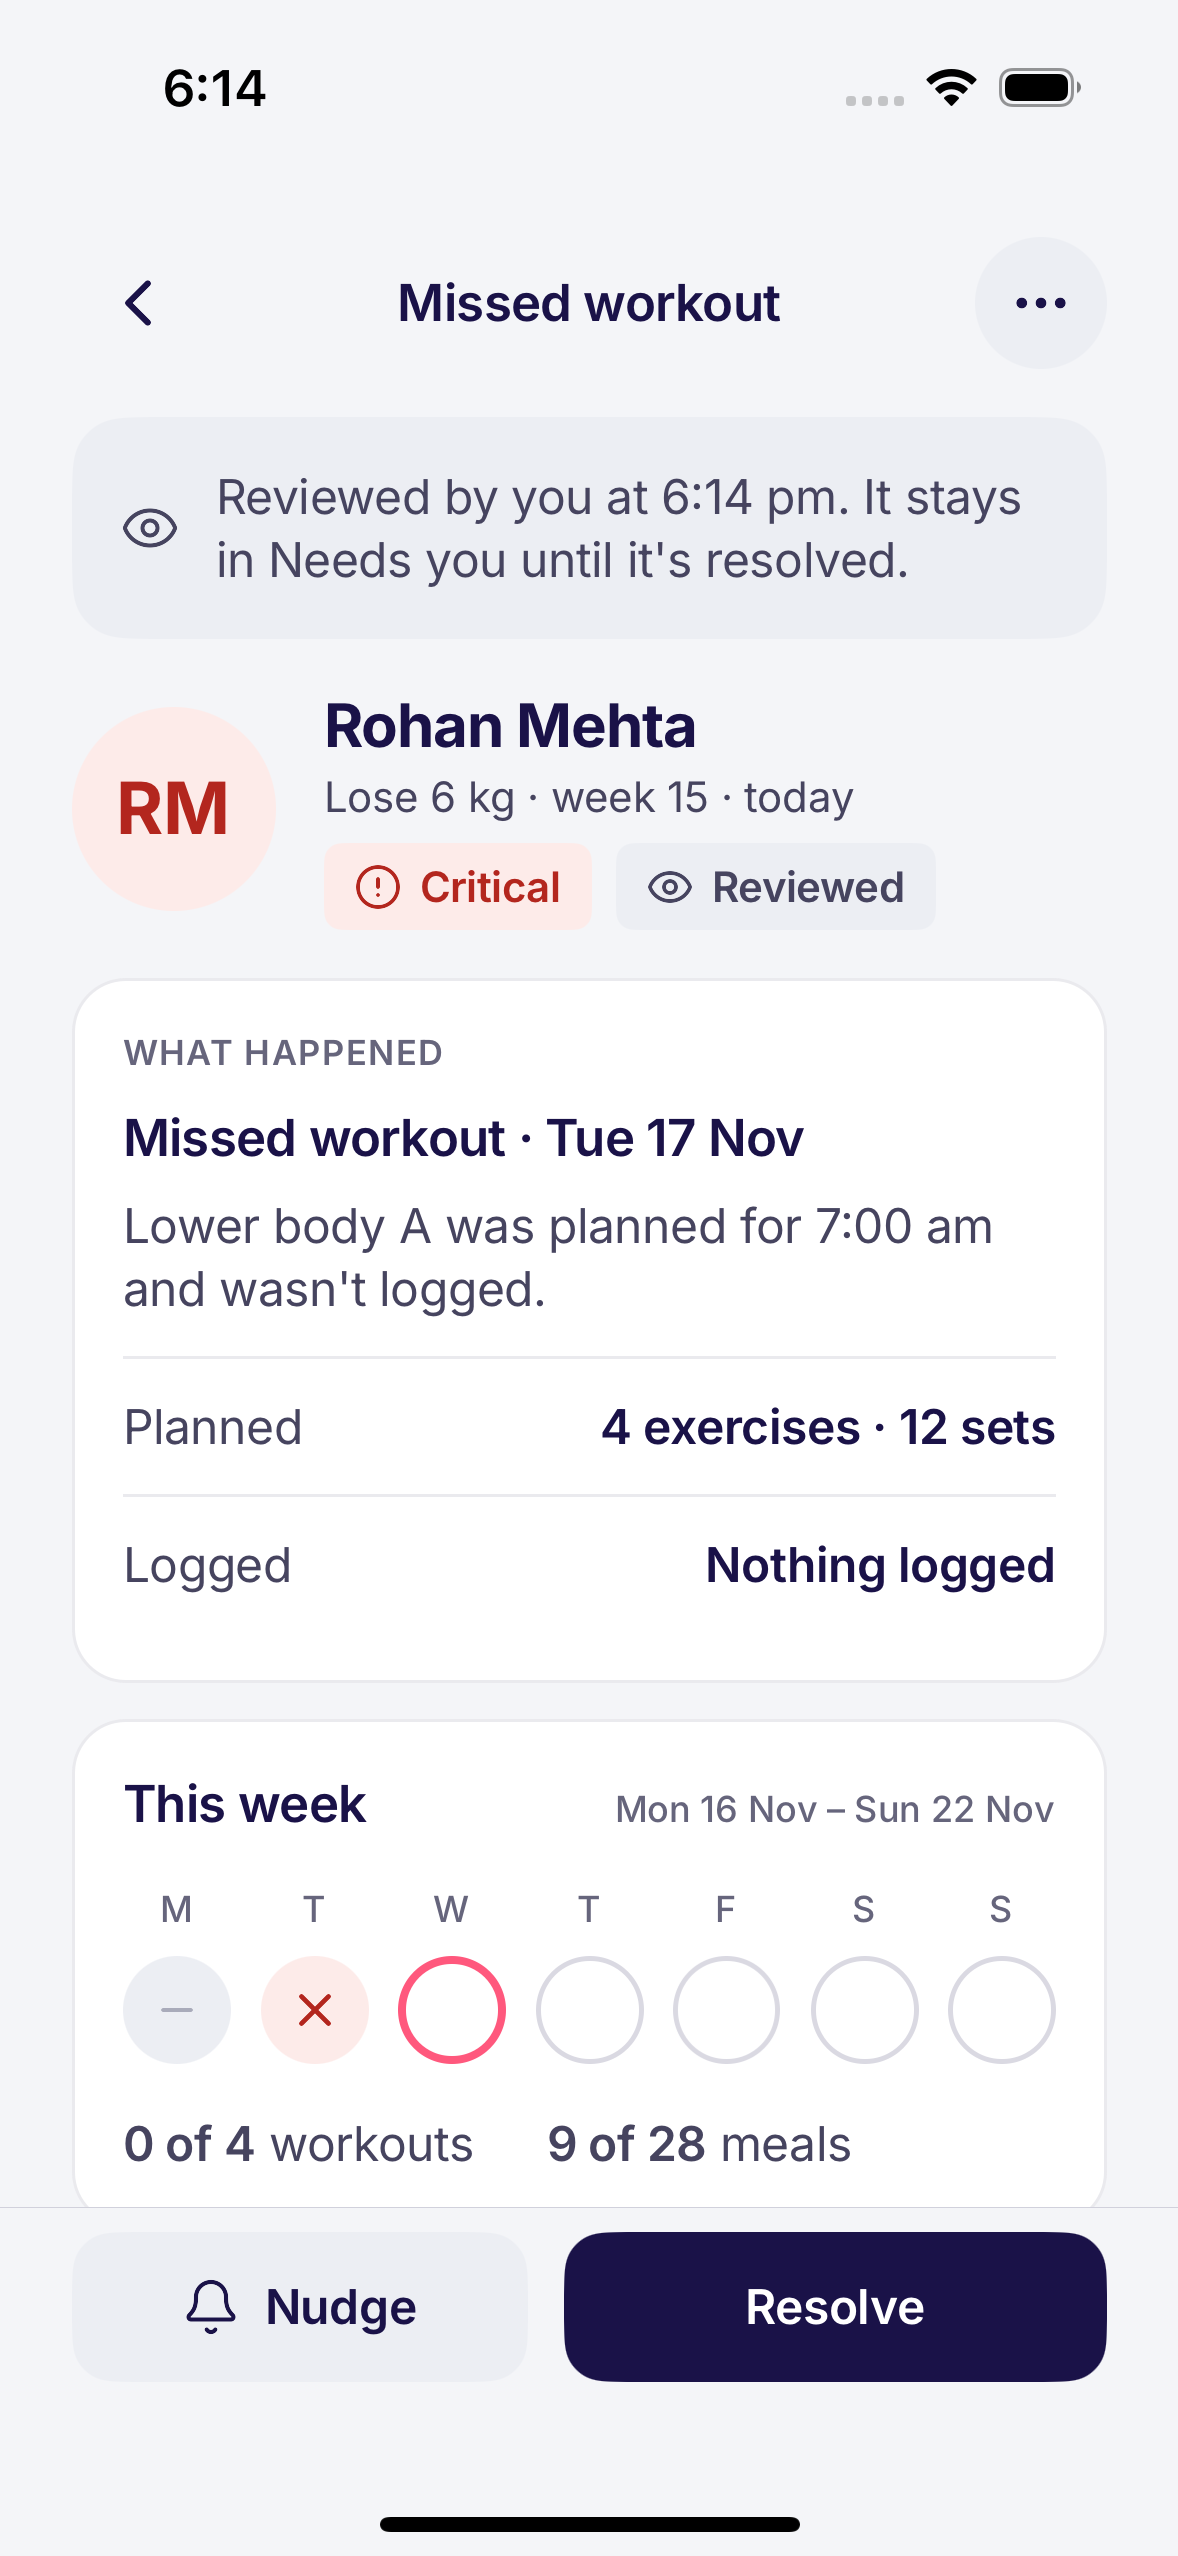 6:14
Missed workout
Reviewed by you at 6:14 pm. It stays
in Needs you until it's resolved.
RM
Rohan Mehta
Lose 6 kg · week 15 · today
Critical
Reviewed
WHAT HAPPENED
Missed workout · Tue 17 Nov
Lower body A was planned for 7:00 am
and wasn't logged.
Planned
4 exercises · 12 sets
Logged
Nothing logged
This week
Mon 16 Nov – Sun 22 Nov
M T W T F S S
0 of 4 workouts
9 of 28 meals
Nudge
Resolve